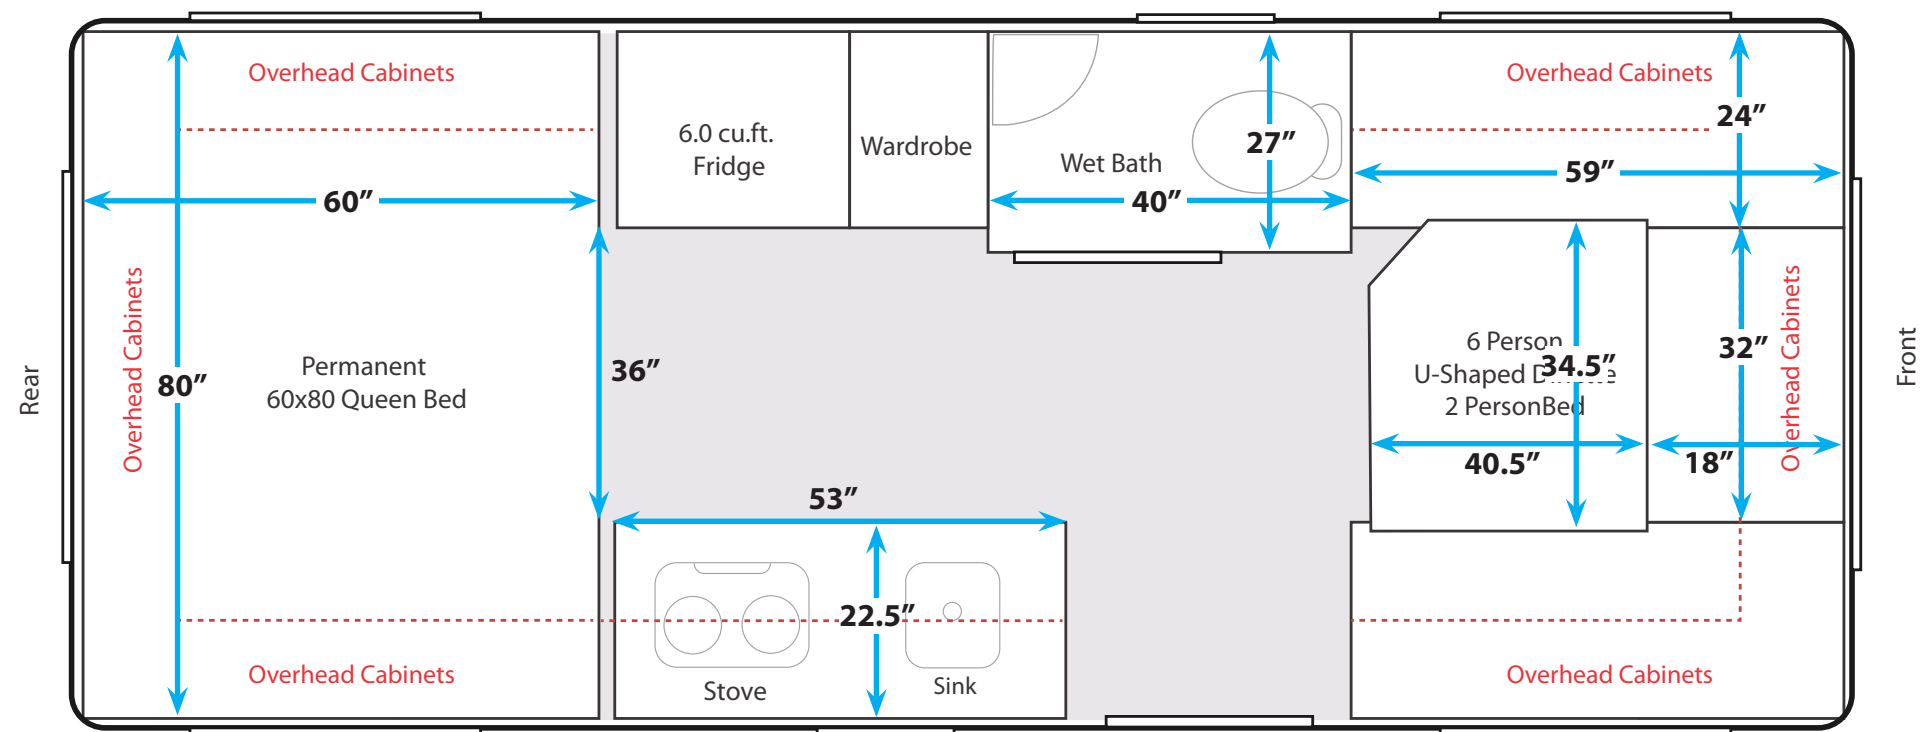 Overhead Cabinets
Overhead Cabinets
24”
6.0 cu.ft.
Fridge
Wardrobe
27”
Wet Bath
59”
60”
40”
Rear
Overhead Cabinets
80”
Permanent
60x80 Queen Bed
36”
6 Person
U-Shaped D
2 PersonBed
34.5”
32”
Overhead Cabinets
Front
40.5”
18”
53”
22.5”
Stove
Sink
Overhead Cabinets
Overhead Cabinets